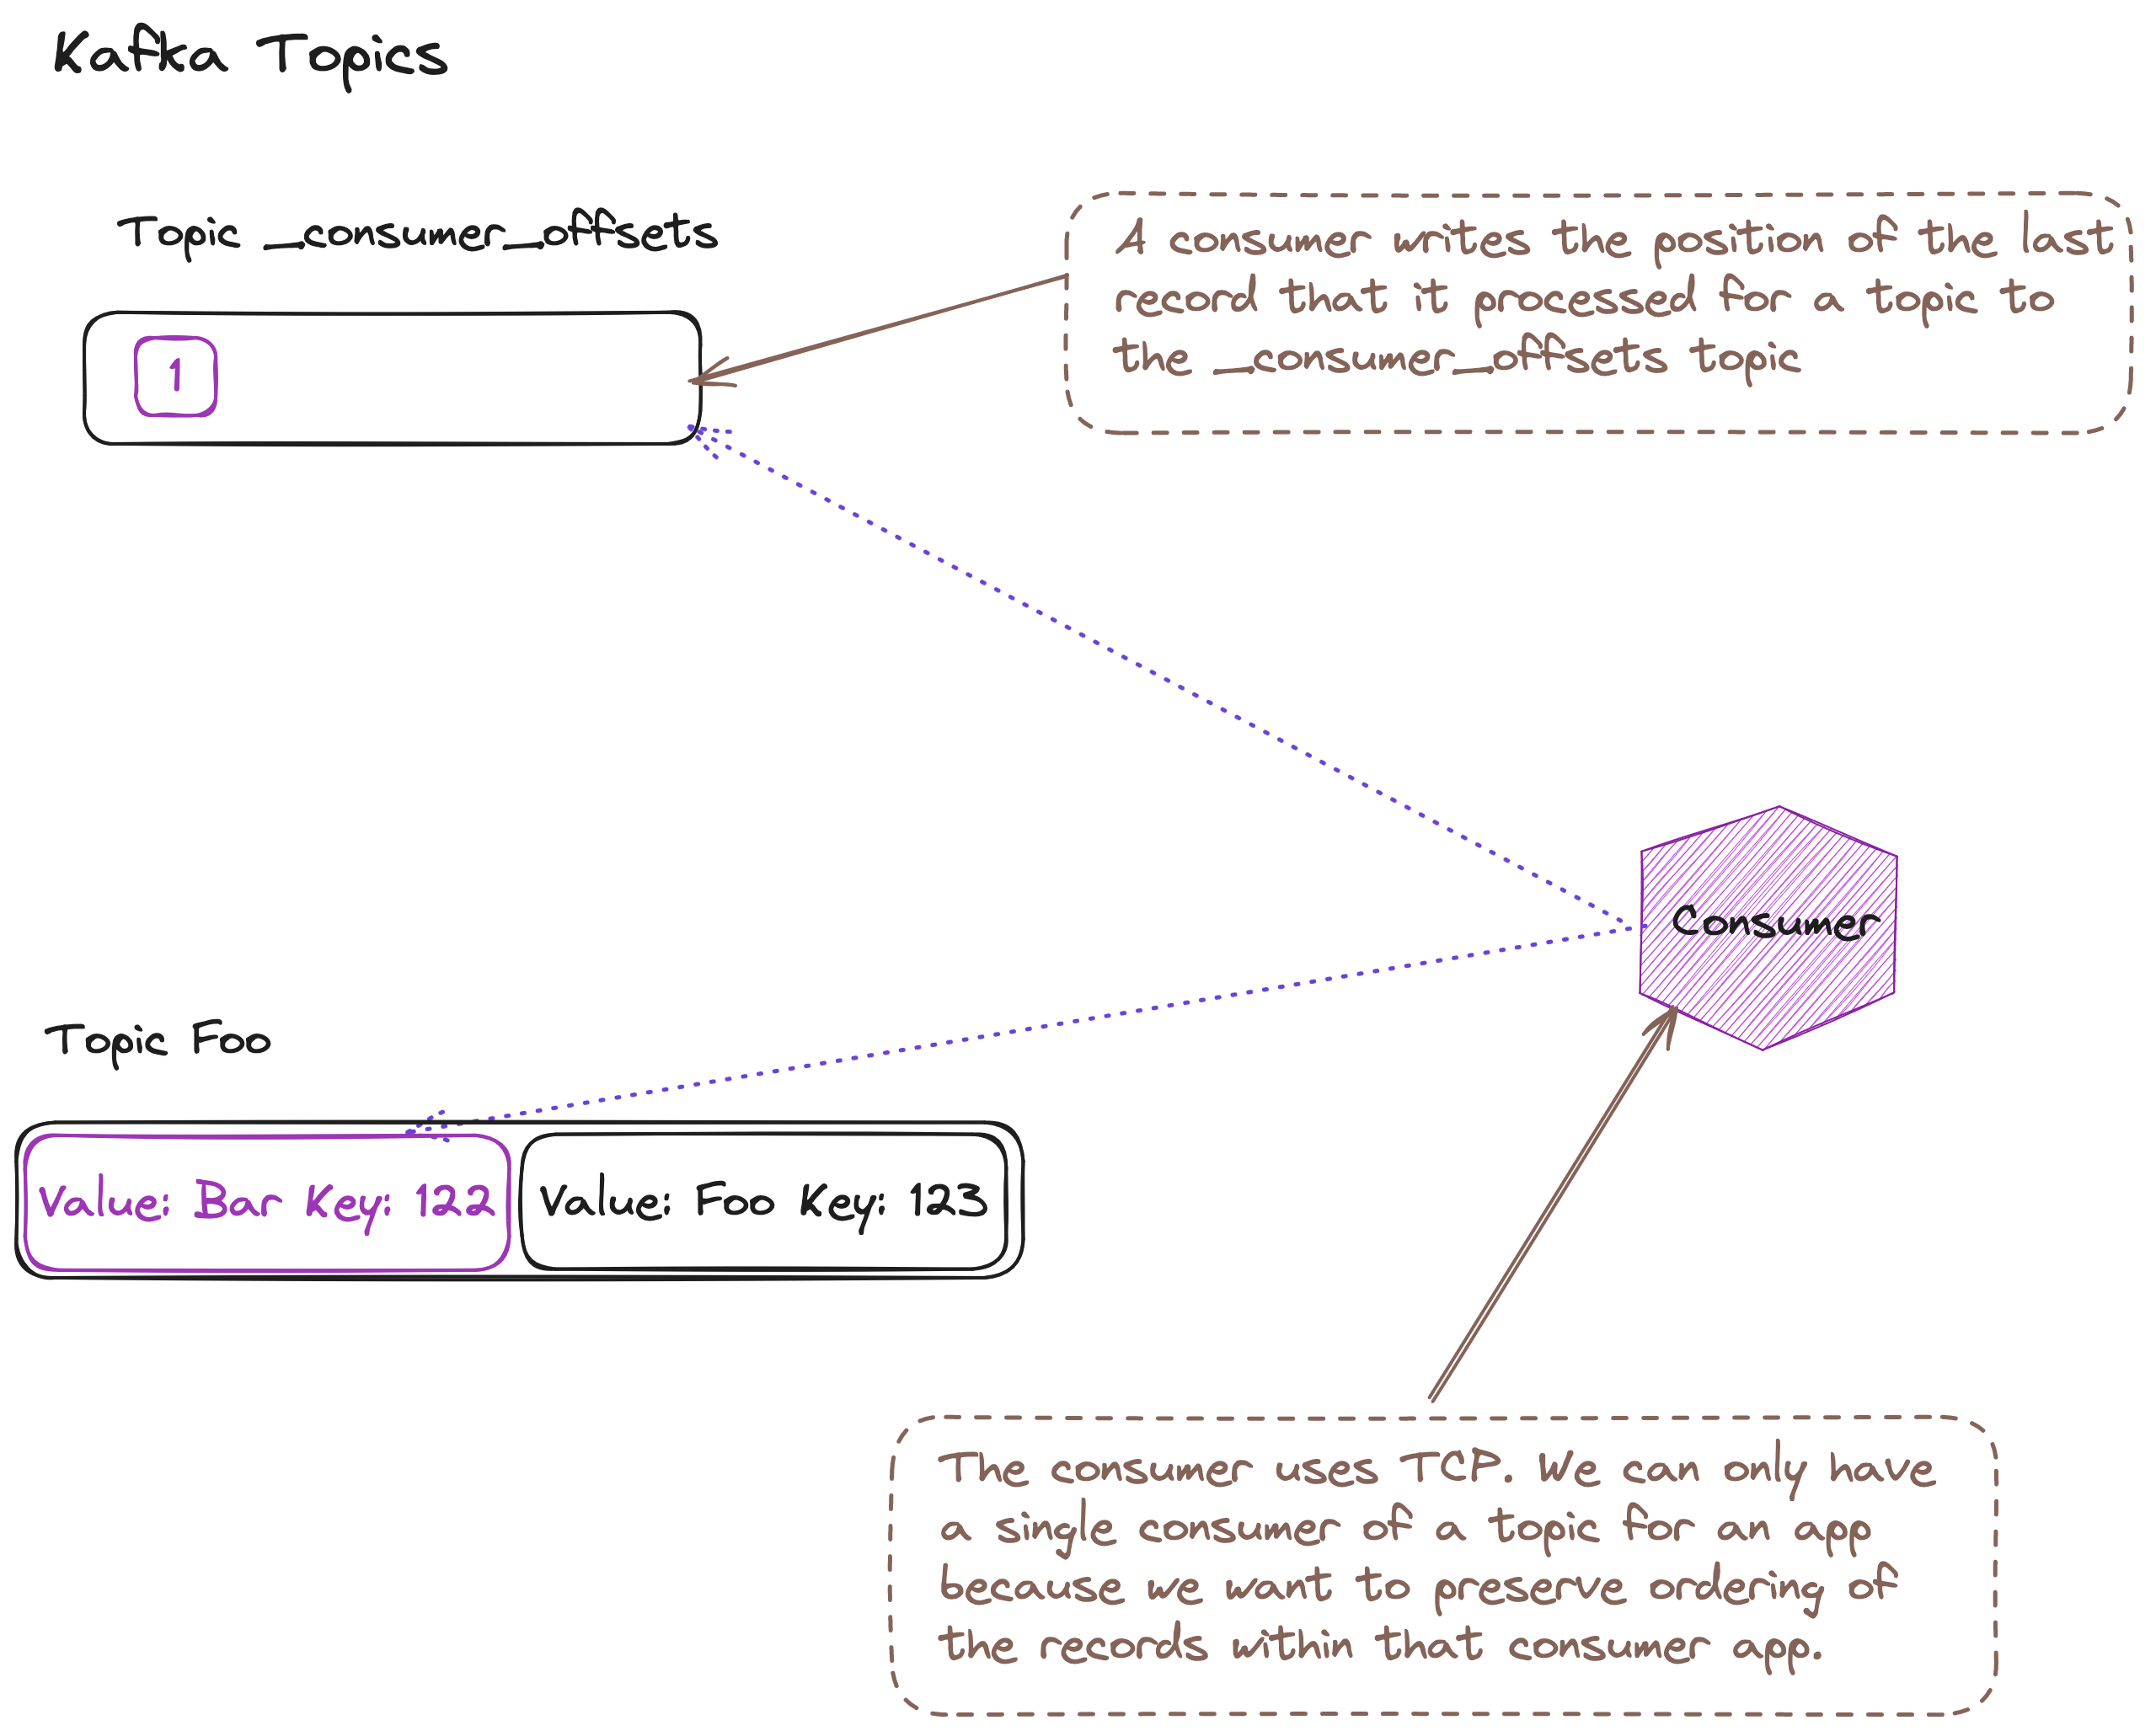 Kafka Topics
Topic __consumer_offsets
A consumer writes the position of the last
record that it processed for a topic to
the __consumer_offsets topic
1
Consumer
Topic Foo
Value: Bar Key: 122
Value: Foo Key: 123
The consumer uses TCP. We can only have
a single consumer of a topic for an app
because we want to preserve ordering of
the records within that consumer app.